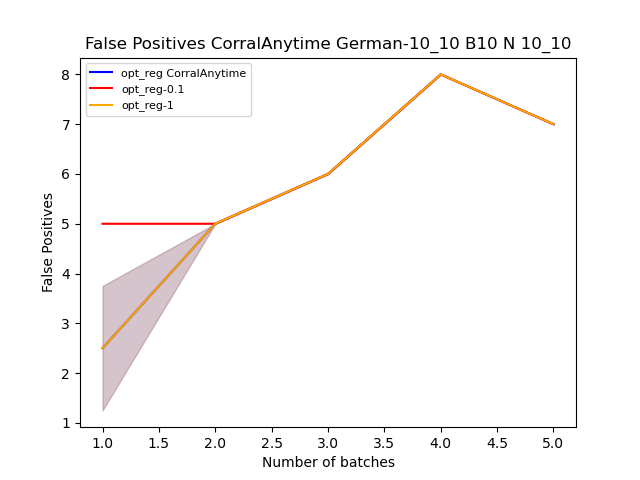 False Positives CorralAnytime German-10_10 B10 N 10_10
opt_reg CorralAnytime
opt_reg-0.1
opt_reg-1
8
7
6
5
4
3
2
1
False Positives
1.0 1.5 2.0 2.5 3.0 3.5 4.0 4.5 5.0
Number of batches